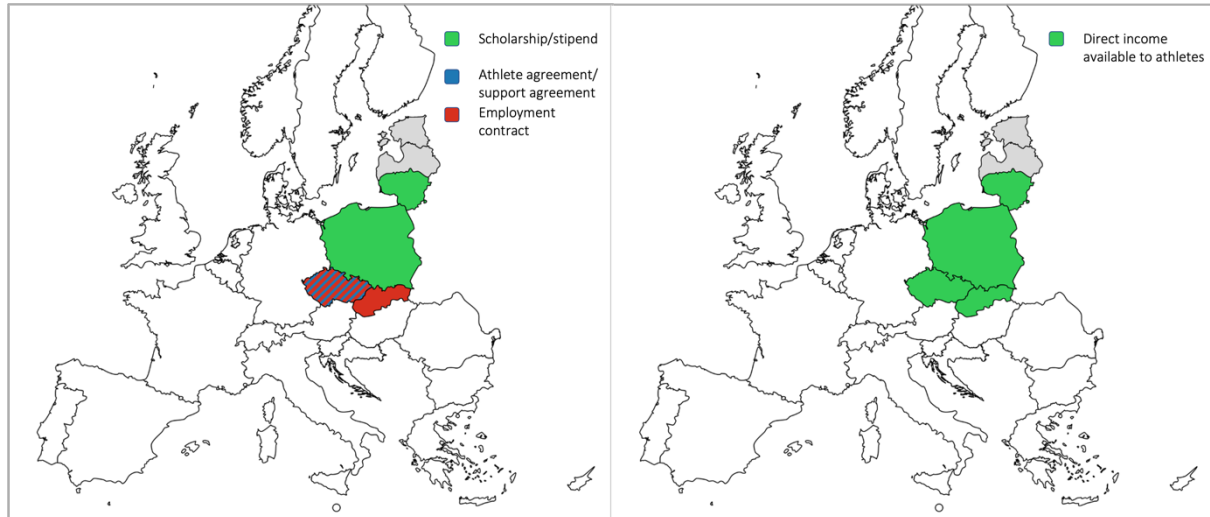 Scholarship/stipend
Athlete agreement/
support agreement
Employment
contract
Direct income
available to athletes